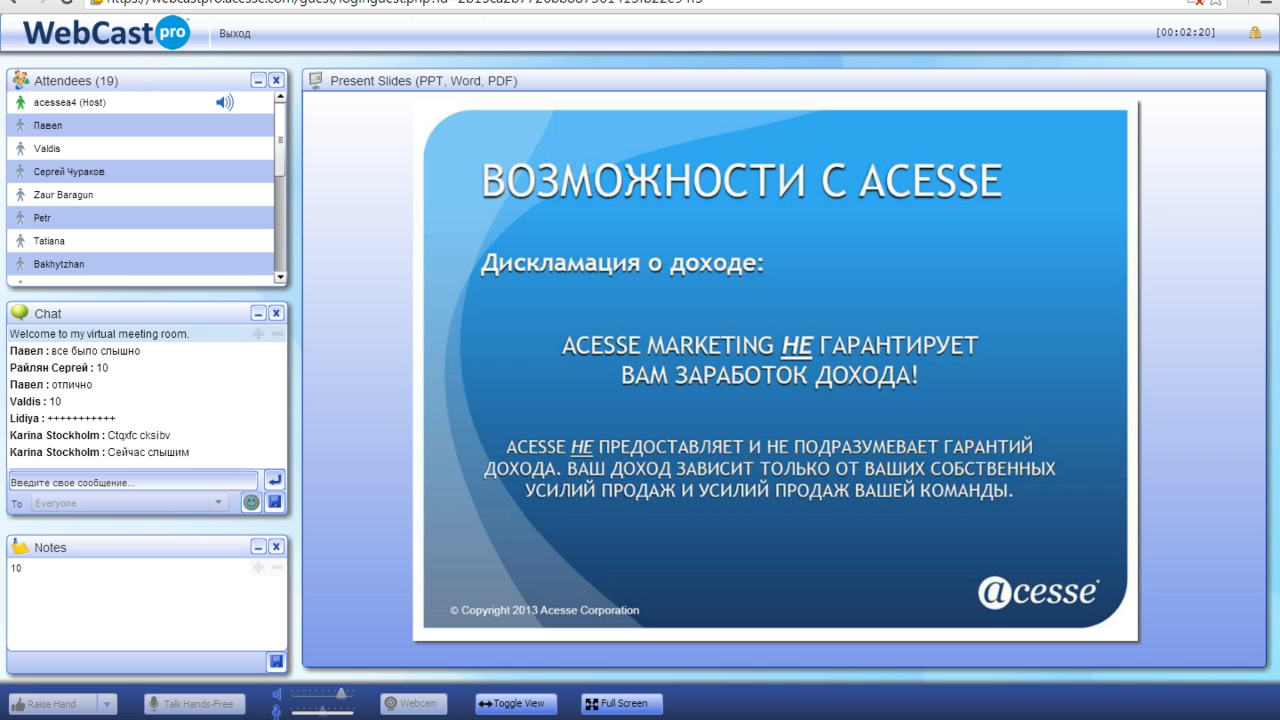 WebCast pro
Выход
[00:02:20]
Attendees (19)
acessea4 (Host)
Павел
Valdis
Сергей Чураков
Zaur Baragun
Petr
Tatiana
Bakhytzhan
Chat
Welcome to my virtual meeting room.
Павел : все было слышно
Райлян Сергей : 10
Павел : отлично
Valdis : 10
Lidiya : +++++++++++
Karina Stockholm : Ctqxfc cksibv
Karina Stockholm : Сейчас слышим
Введите свое сообщение...
To Everyone
Notes
10
Present Slides (PPT, Word, PDF)
ВОЗМОЖНОСТИ С ACESSE
Дискламация о доходе:
ACESSE MARKETING НЕ ГАРАНТИРУЕТ
ВАМ ЗАРАБОТОК ДОХОДА!
ACESSE НЕ ПРЕДОСТАВЛЯЕТ И НЕ ПОДРАЗУМЕВАЕТ ГАРАНТИЙ
ДОХОДА. ВАШ ДОХОД ЗАВИСИТ ТОЛЬКО ОТ ВАШИХ СОБСТВЕННЫХ
УСИЛИЙ ПРОДАЖ И УСИЛИЙ ПРОДАЖ ВАШЕЙ КОМАНДЫ.
@cesse
© Copyright 2013 Acesse Corporation
Raise Hand
Talk Hands-Free
Webcam
Toggle View
Full Screen